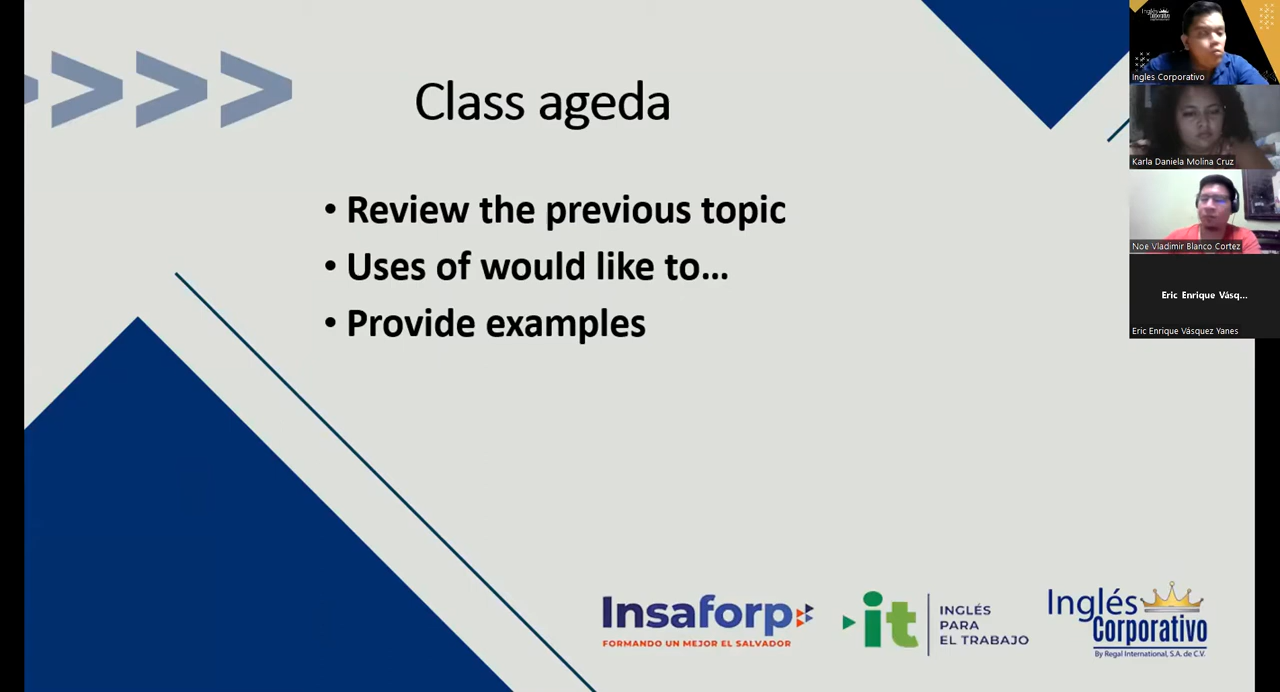 Class ageda
• Review the previous topic
• Uses of would like to...
• Provide examples
Insaforp
FORMANDO UN MEJOR EL SALVADOR
it
INGLÉS
PARA
EL TRABAJO
Inglés
Corporativo
By Regal International, S.A. de C.V.
Inglés
Corporativo
Ingles Corporativo
Karla Daniela Molina Cruz
Noe Vladimir Blanco Cortez
Eric Enrique Vásq...
Eric Enrique Vásquez Yanes